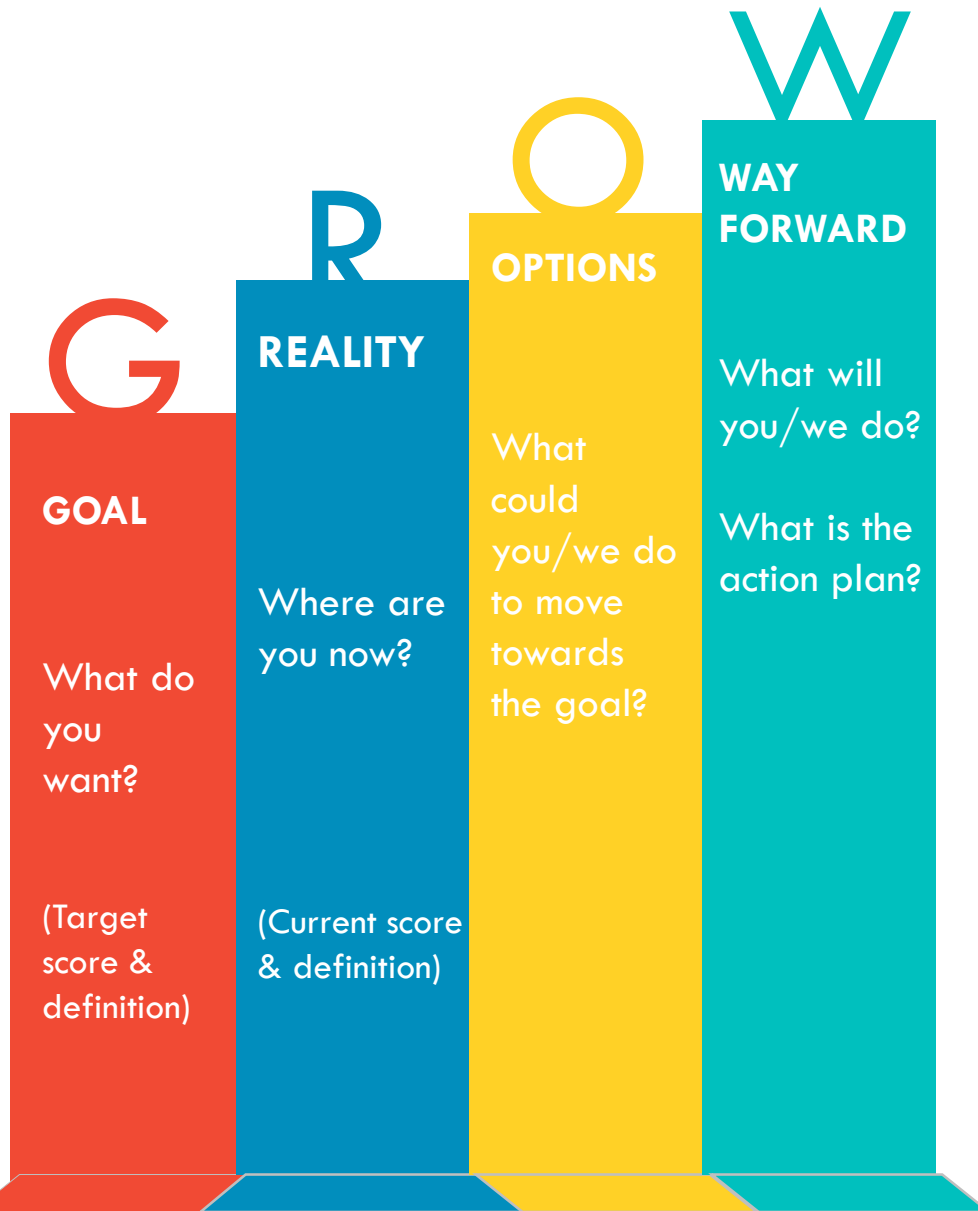 G
GOAL
What do
you
want?
(Target
score &
definition)
R
REALITY
Where are
you now?
(Current score
& definition)
O
OPTIONS
What
could
you/we do
to move
towards
the goal?
W
WAY
FORWARD
What will
you/we do?
What is the
action plan?